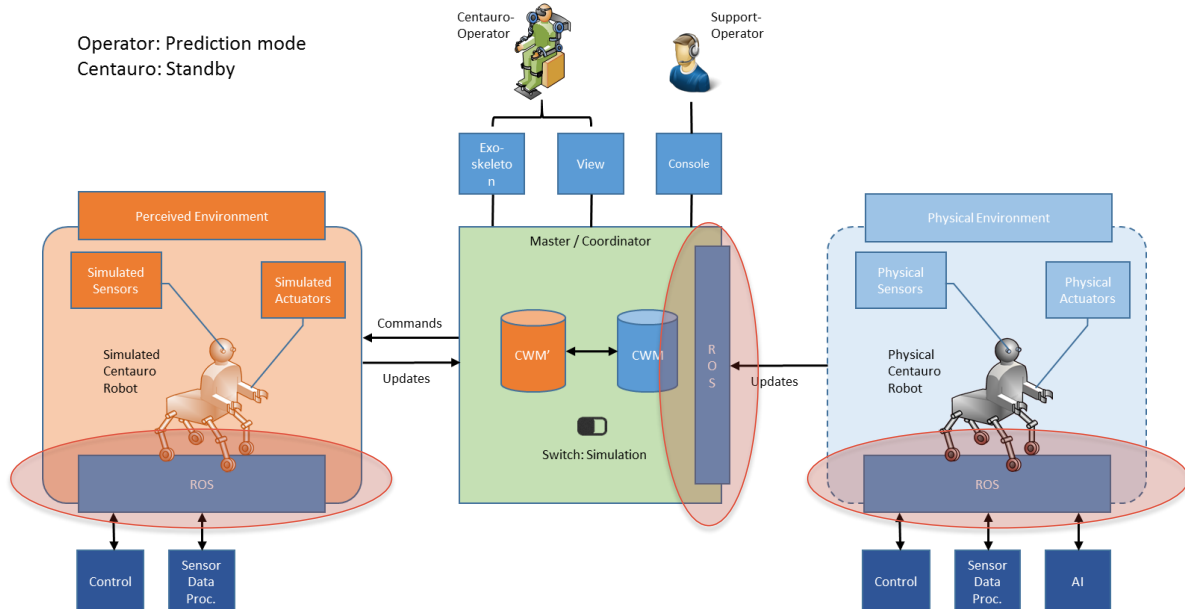 Operator: Prediction mode
Centauro: Standby
Centauro-
Operator
Support-
Operator
Exo-
skeleto
n
View
Console
Perceived Environment
Simulated
Sensors
Simulated
Actuators
Simulated
Centauro
Robot
ROS
Control
Sensor
Data
Proc.
Commands
Updates
Master / Coordinator
CWM'
CWM
R
O
S
Switch: Simulation
Updates
Physical Environment
Physical
Sensors
Physical
Actuators
Physical
Centauro
Robot
ROS
Control
Sensor
Data
Proc.
AI